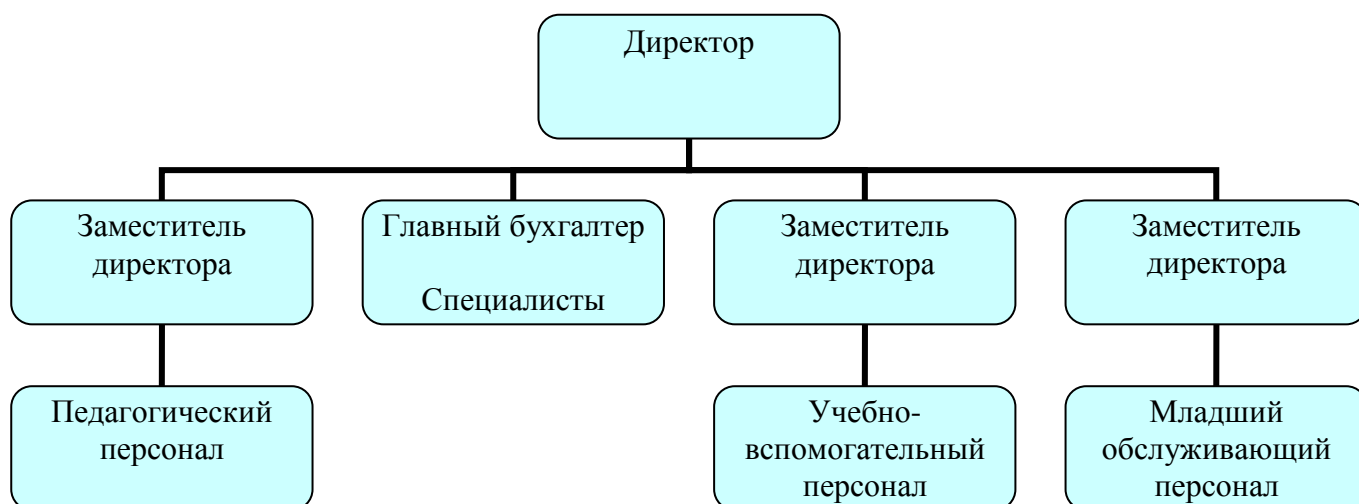 Директор
Заместитель
директора
Главный бухгалтер
Специалисты
Заместитель
директора
Заместитель
директора
Педагогический
персонал
Учебно-
вспомогательный
персонал
Младший
обслуживающий
персонал